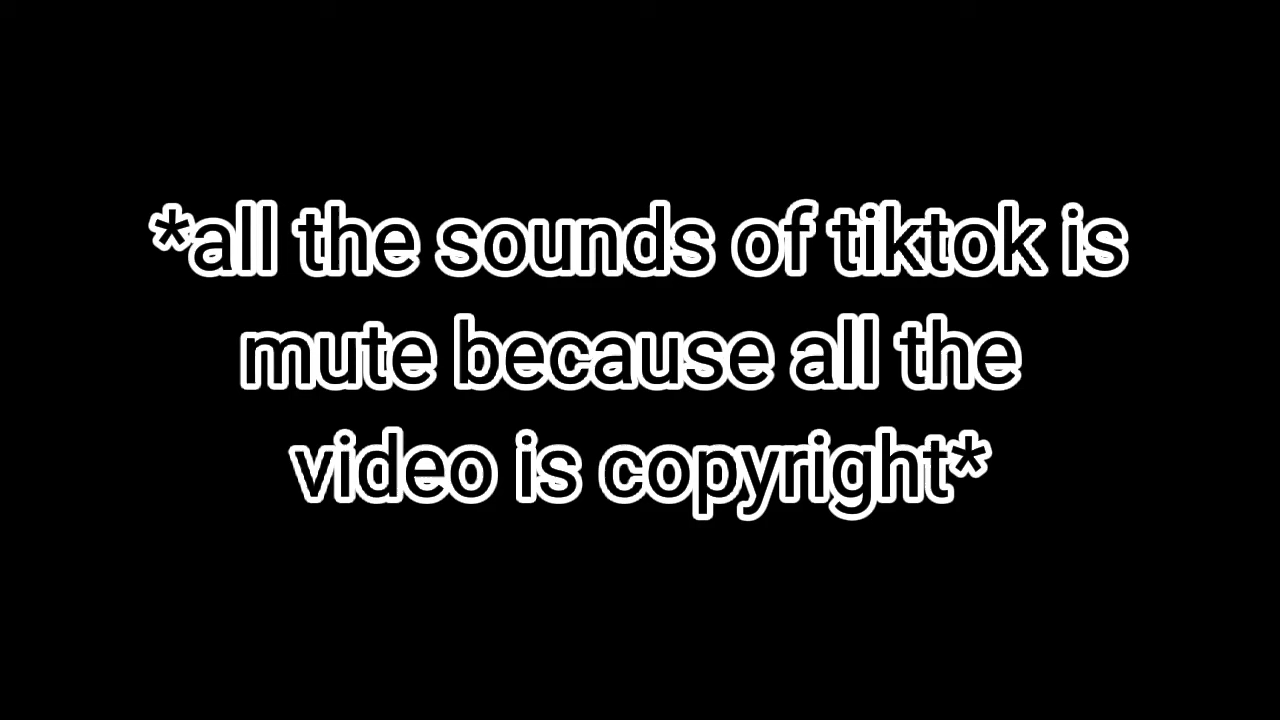 *all the sounds of tiktok is
mute because all the
video is copyright*